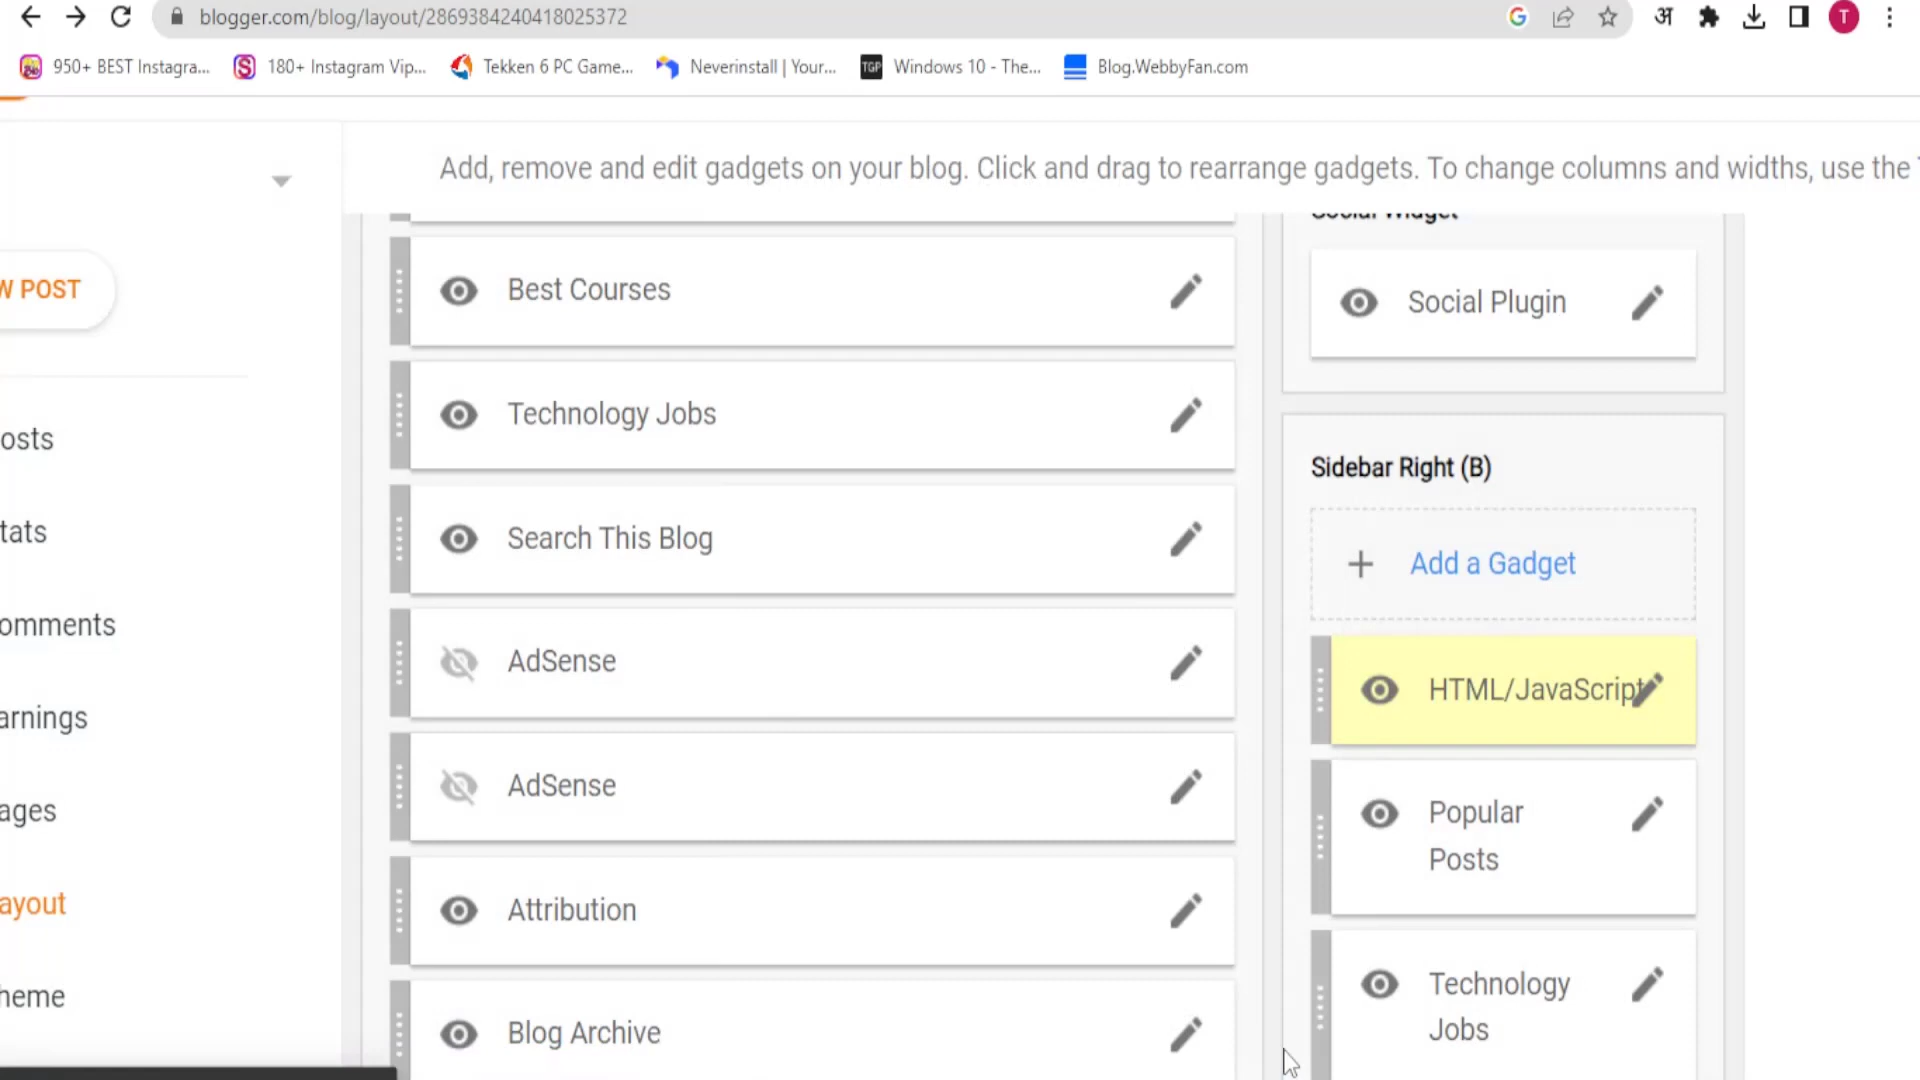 blogger.com/blog/layout/2869384240418025372
अ
T
950+ BEST Instagra...
180+ Instagram Vip...
Tekken 6 PC Game...
Neverinstall | Your...
TGP
Windows 10 - The...
Blog.WebbyFan.com
Add, remove and edit gadgets on your blog. Click and drag to rearrange gadgets. To change columns and widths, use the
W POST
osts
tats
omments
arnings
ages
ayout
heme
Best Courses
Technology Jobs
Search This Blog
AdSense
AdSense
Attribution
Blog Archive
Social Widget
Social Plugin
Sidebar Right (B)
+ Add a Gadget
HTML/JavaScript
Popular
Posts
Technology
Jobs